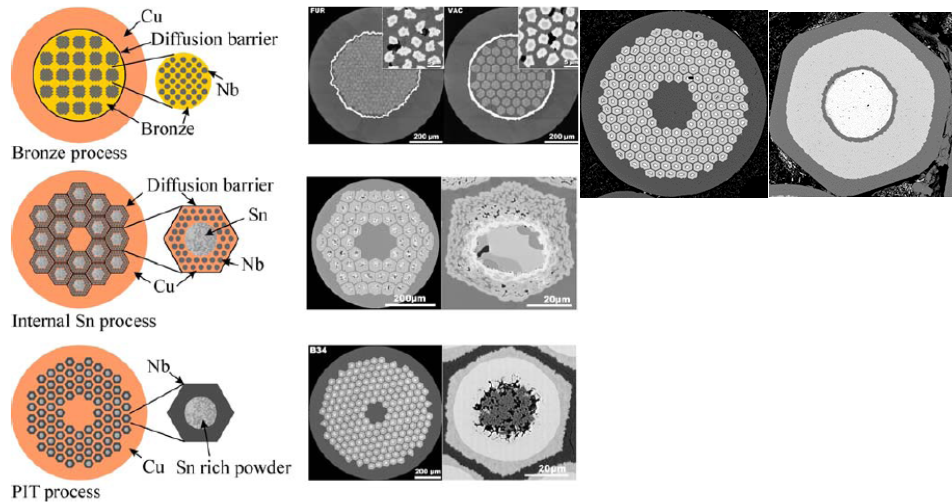 Cu
Diffusion barrier
Nb
Bronze
Bronze process
FUR
VAC
200 µm
200 µm
Diffusion barrier
Sn
Nb
Cu
Internal Sn process
200µm
20µm
Nb
Cu
Sn rich powder
PIT process
B34
200 µm
20µm